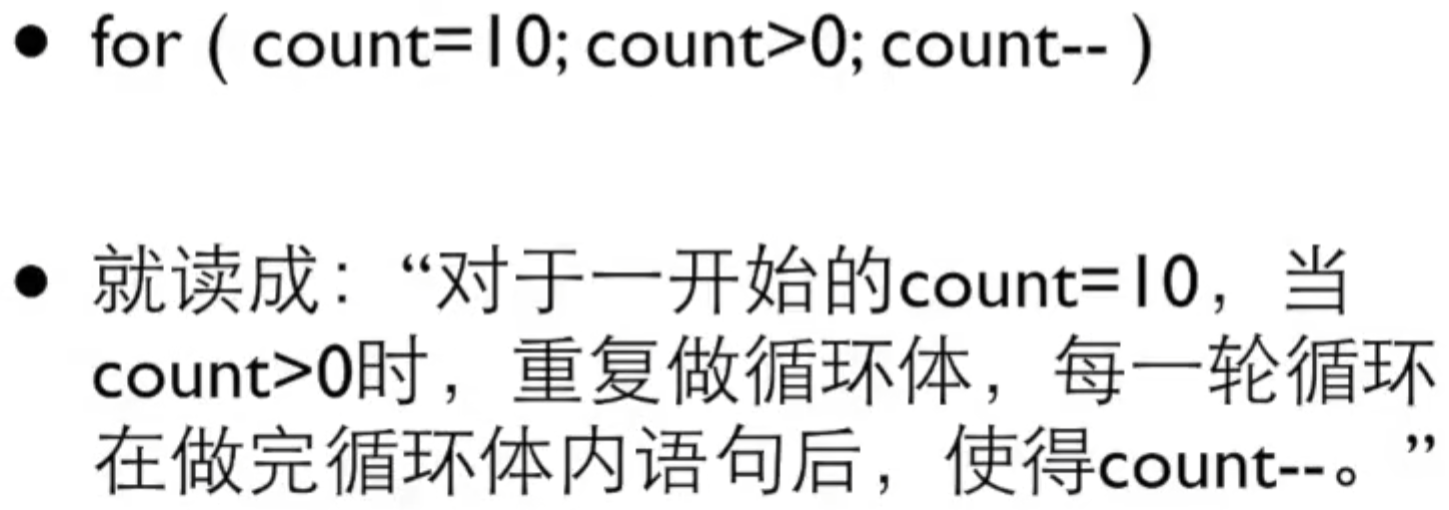 • for ( count=10; count>0; count-- )
• 就读成：“对于一开始的count=10，当
count>0时，重复做循环体，每一轮循环
在做完循环体内语句后，使得count--。”